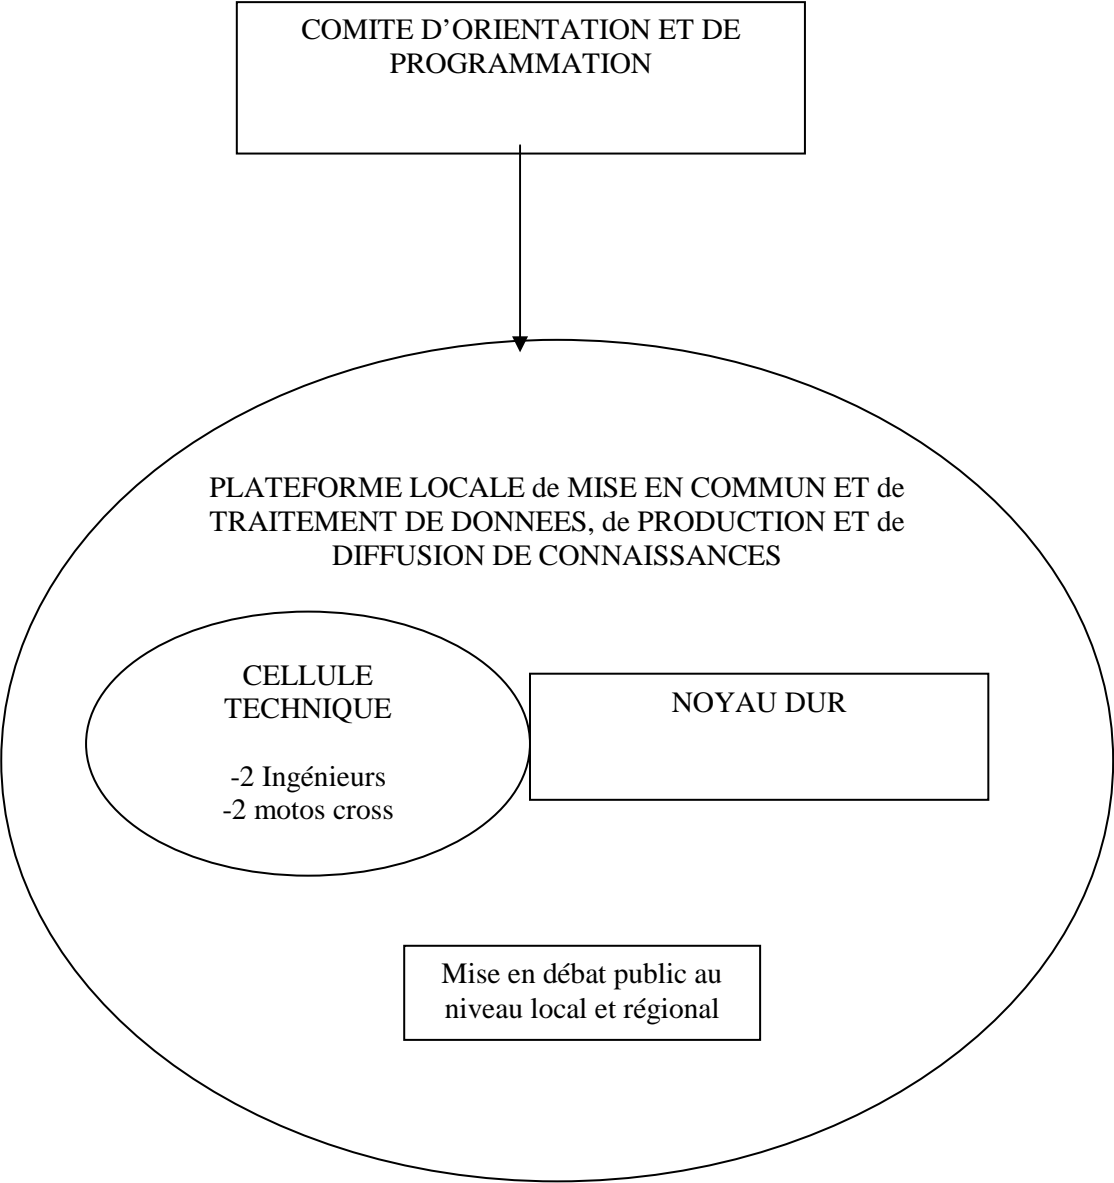 COMITE D'ORIENTATION ET DE
PROGRAMMATION
PLATEFORME LOCALE de MISE EN COMMUN ET de
TRAITEMENT DE DONNEES, de PRODUCTION ET de
DIFFUSION DE CONNAISSANCES
CELLULE
TECHNIQUE
-2 Ingénieurs
-2 motos cross
NOYAU DUR
Mise en débat public au
niveau local et régional